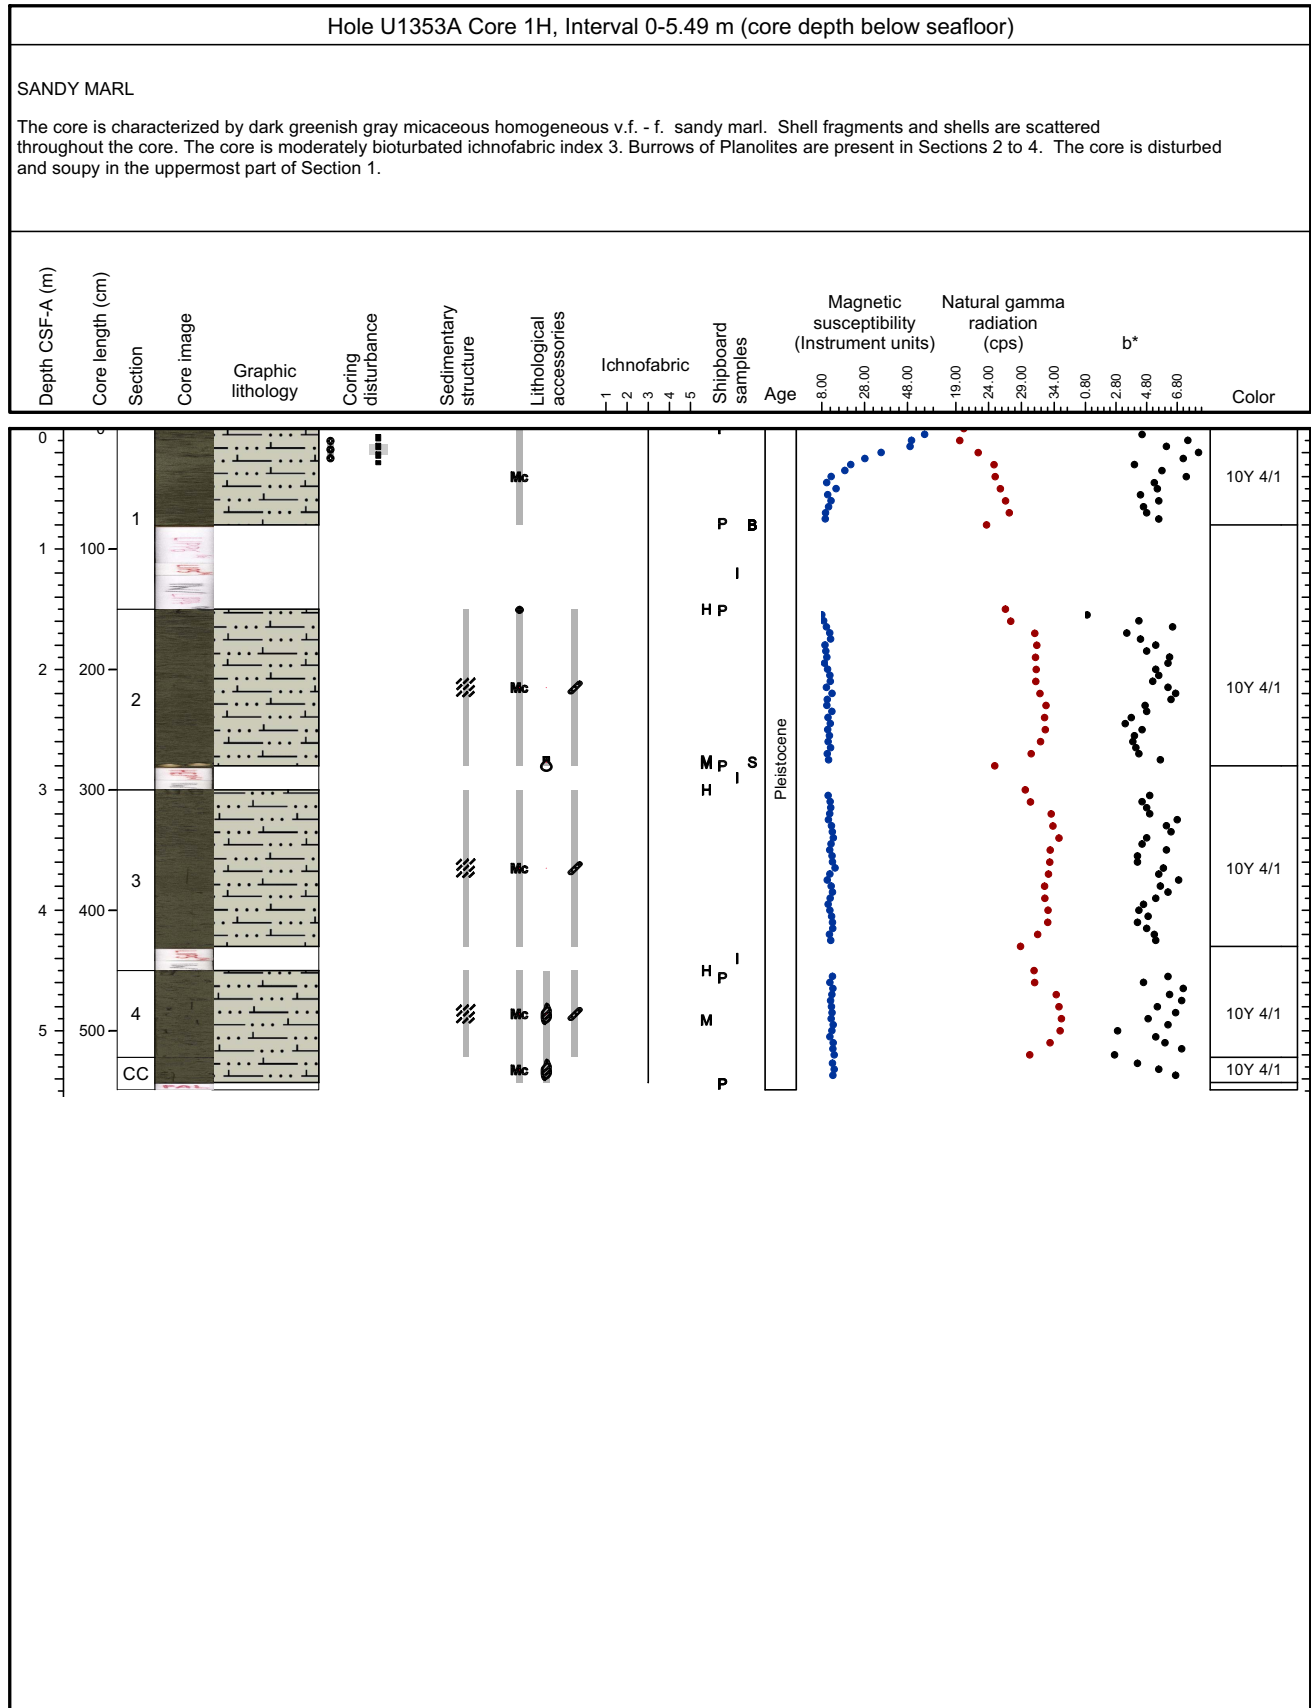 Hole U1353A Core 1H, Interval 0-5.49 m (core depth below seafloor)
SANDY MARL
The core is characterized by dark greenish gray micaceous homogeneous v.f. - f. sandy marl. Shell fragments and shells are scattered
throughout the core. The core is moderately bioturbated ichnofabric index 3. Burrows of Planolites are present in Sections 2 to 4. The core is disturbed
and soupy in the uppermost part of Section 1.
Depth CSF-A (m)
Core length (cm)
Section
Core image
Graphic
lithology
Coring
disturbance
Sedimentary
structure
Lithological
accessories
Ichnofabric
1 2 3 4 5
Shipboard
samples
Age
Magnetic
susceptibility
(Instrument units)
8.00 28.00 48.00
Natural gamma
radiation
(cps)
19.00 24.00 29.00 34.00
b*
0.80 2.80 4.80 6.80
Color
0 0
Mc 10Y 4/1
1 P B
1 100
I
H P
2 200
Mc 10Y 4/1
2
M P S
I
3 300 H
Pleistocene
Mc 10Y 4/1
3
4 400
I
H P
4 Mc M 10Y 4/1
5 500
CC Mc 10Y 4/1
P